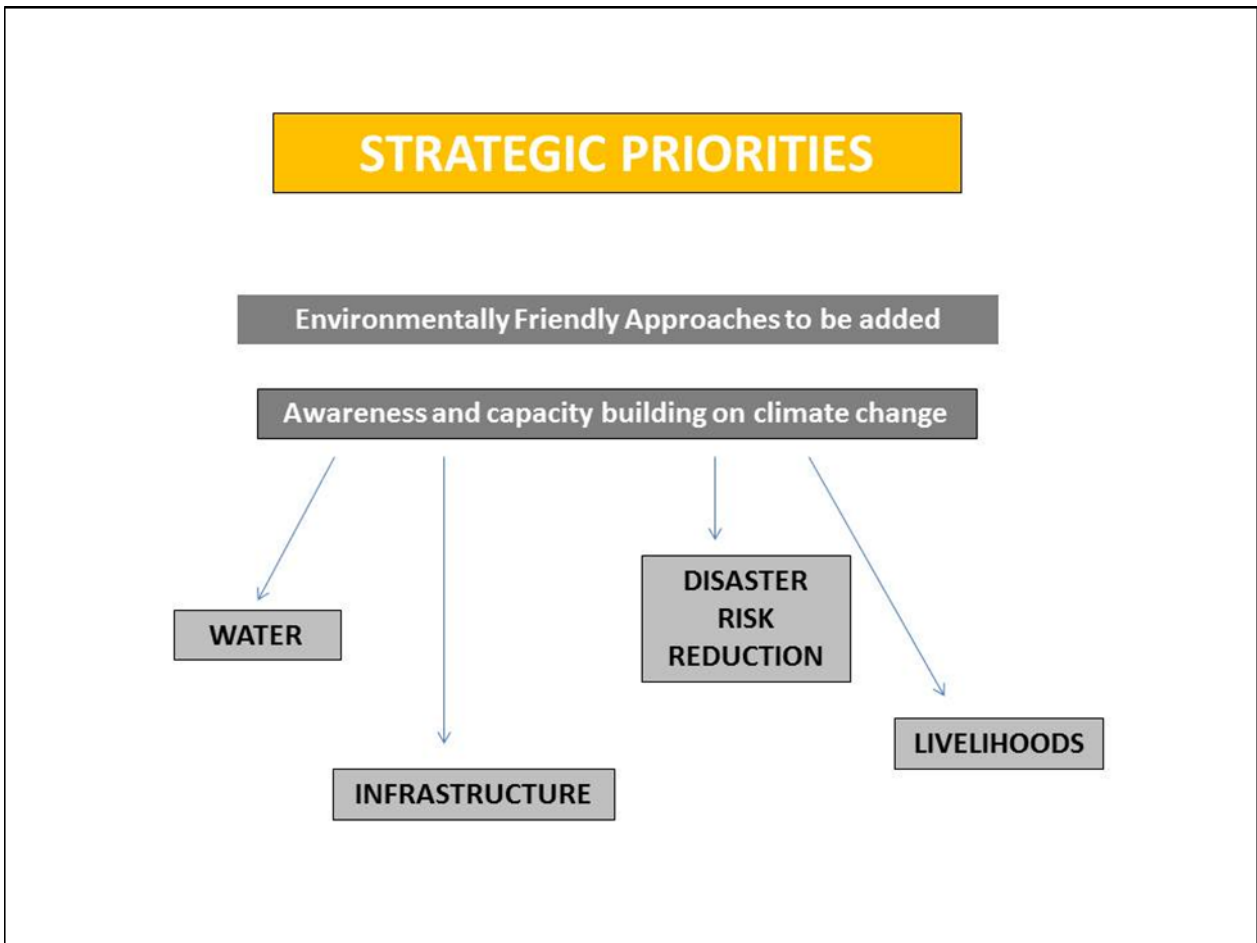 STRATEGIC PRIORITIES
Environmentally Friendly Approaches to be added
Awareness and capacity building on climate change
WATER
DISASTER
RISK
REDUCTION
LIVELIHOODS
INFRASTRUCTURE